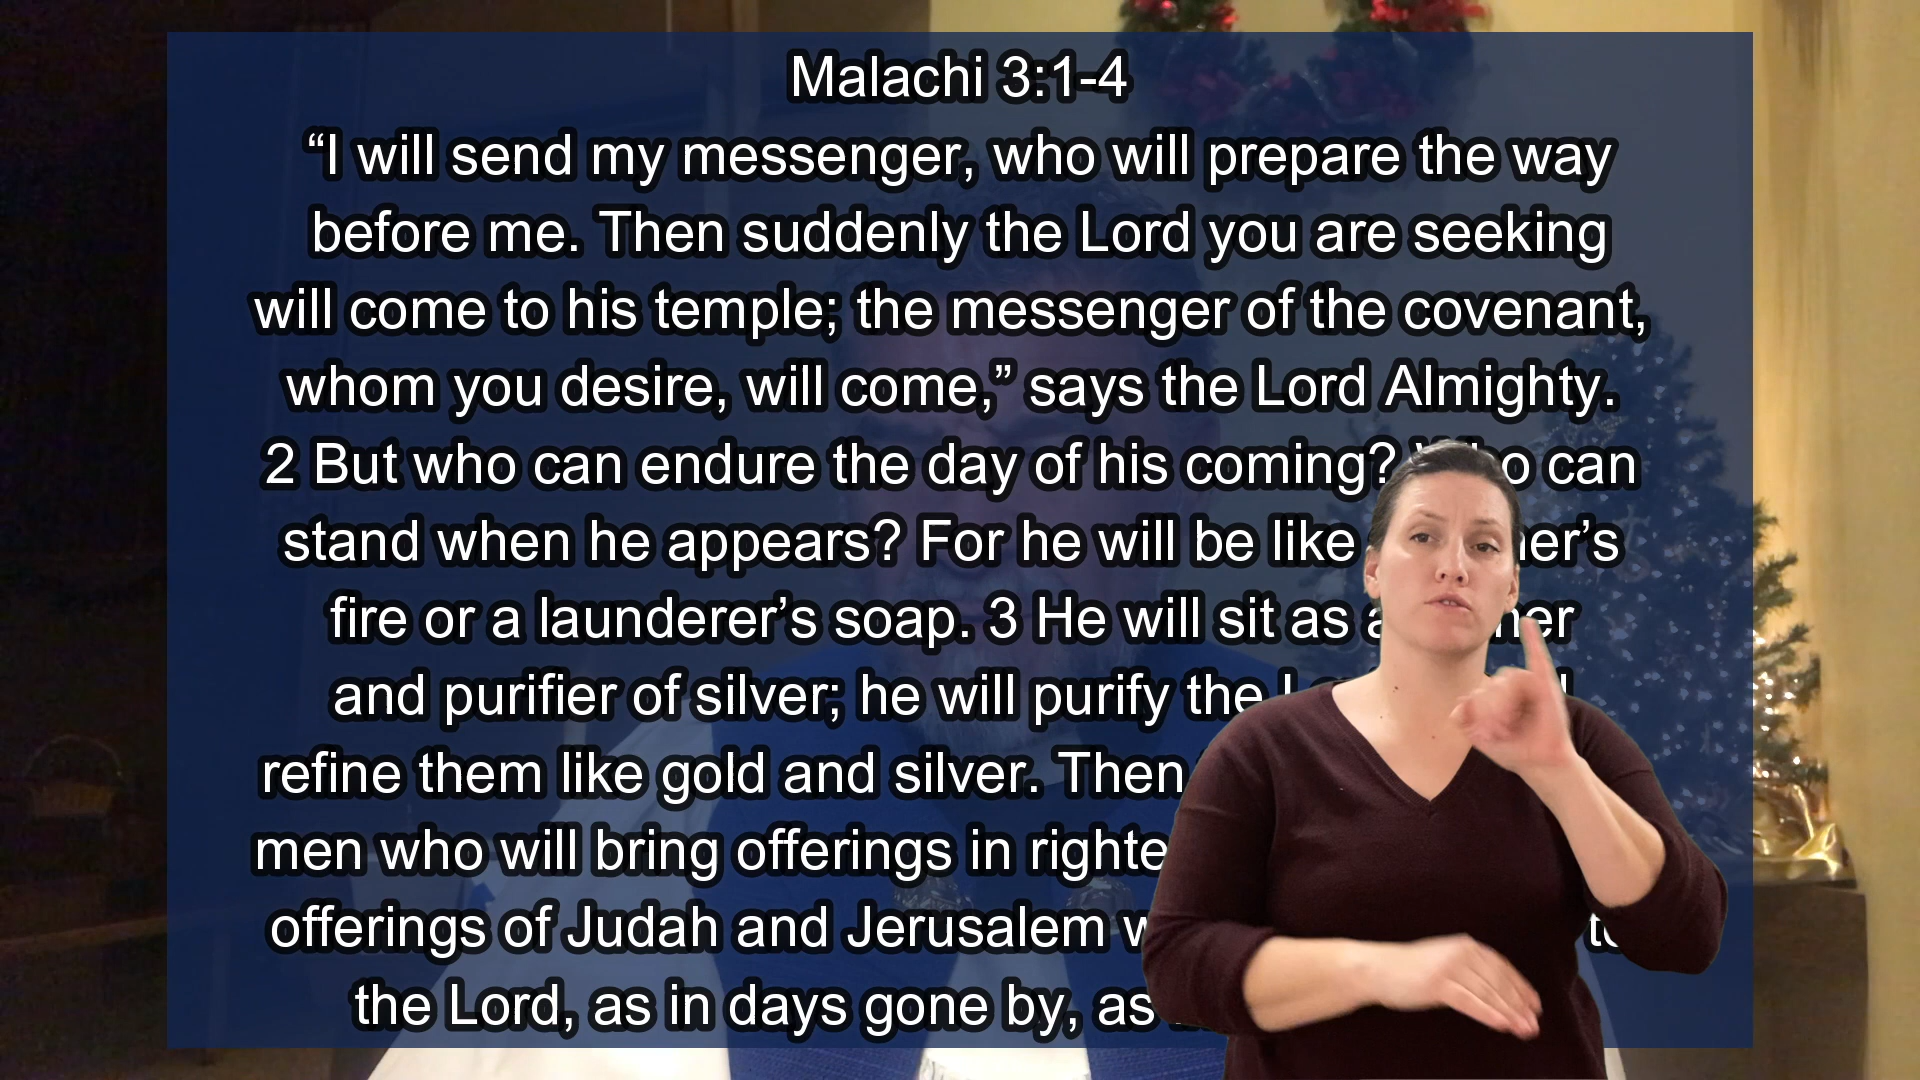 Malachi 3:1-4
“I will send my messenger, who will prepare the way
before me. Then suddenly the Lord you are seeking
will come to his temple; the messenger of the covenant,
whom you desire, will come,” says the Lord Almighty.
2 But who can endure the day of his coming? can
stand when he appears? For he will be like
fire or a launderer’s soap. 3 He will sit as
and purifier of silver; he will purify the
refine them like gold and silver. Then
men who will bring offerings in
offerings of Judah and Jerusalem
the Lord, as in days gone by, as